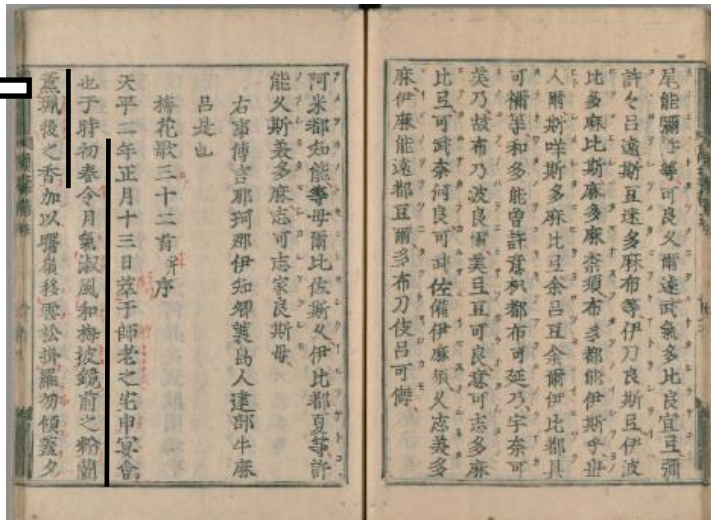 尾能彌許等可良久爾遠武氣多比良宜弖彌
許々呂遠斯豆迷多麻布等伊刀良斯弖伊波
比多麻比斯麻多麻奈須布多都能伊斯乎世
人爾斯咩斯多麻比弖余呂豆余爾伊比都具
可禰等和多能曽許意枳都布可延乃宇奈可
美乃故布乃波良爾美弖豆可良意可志多麻
比弖可武奈何良可武佐備伊麻須久志美多
麻伊麻能遠都豆爾多布刀伎呂可儛
阿米都知能等母爾比佐斯久伊比都夏等許
能久斯美多麻志可志家良斯母
右事傳言那珂郡伊知郷蓑島人建部牛麻
呂是也
梅花歌三十二首并序
天平二年正月十三日萃于帥老之宅申宴會
也于時初春令月氣淑風和梅披鏡前之粉蘭
薫珮後之香加以曙嶺移雲松掛羅而傾蓋夕